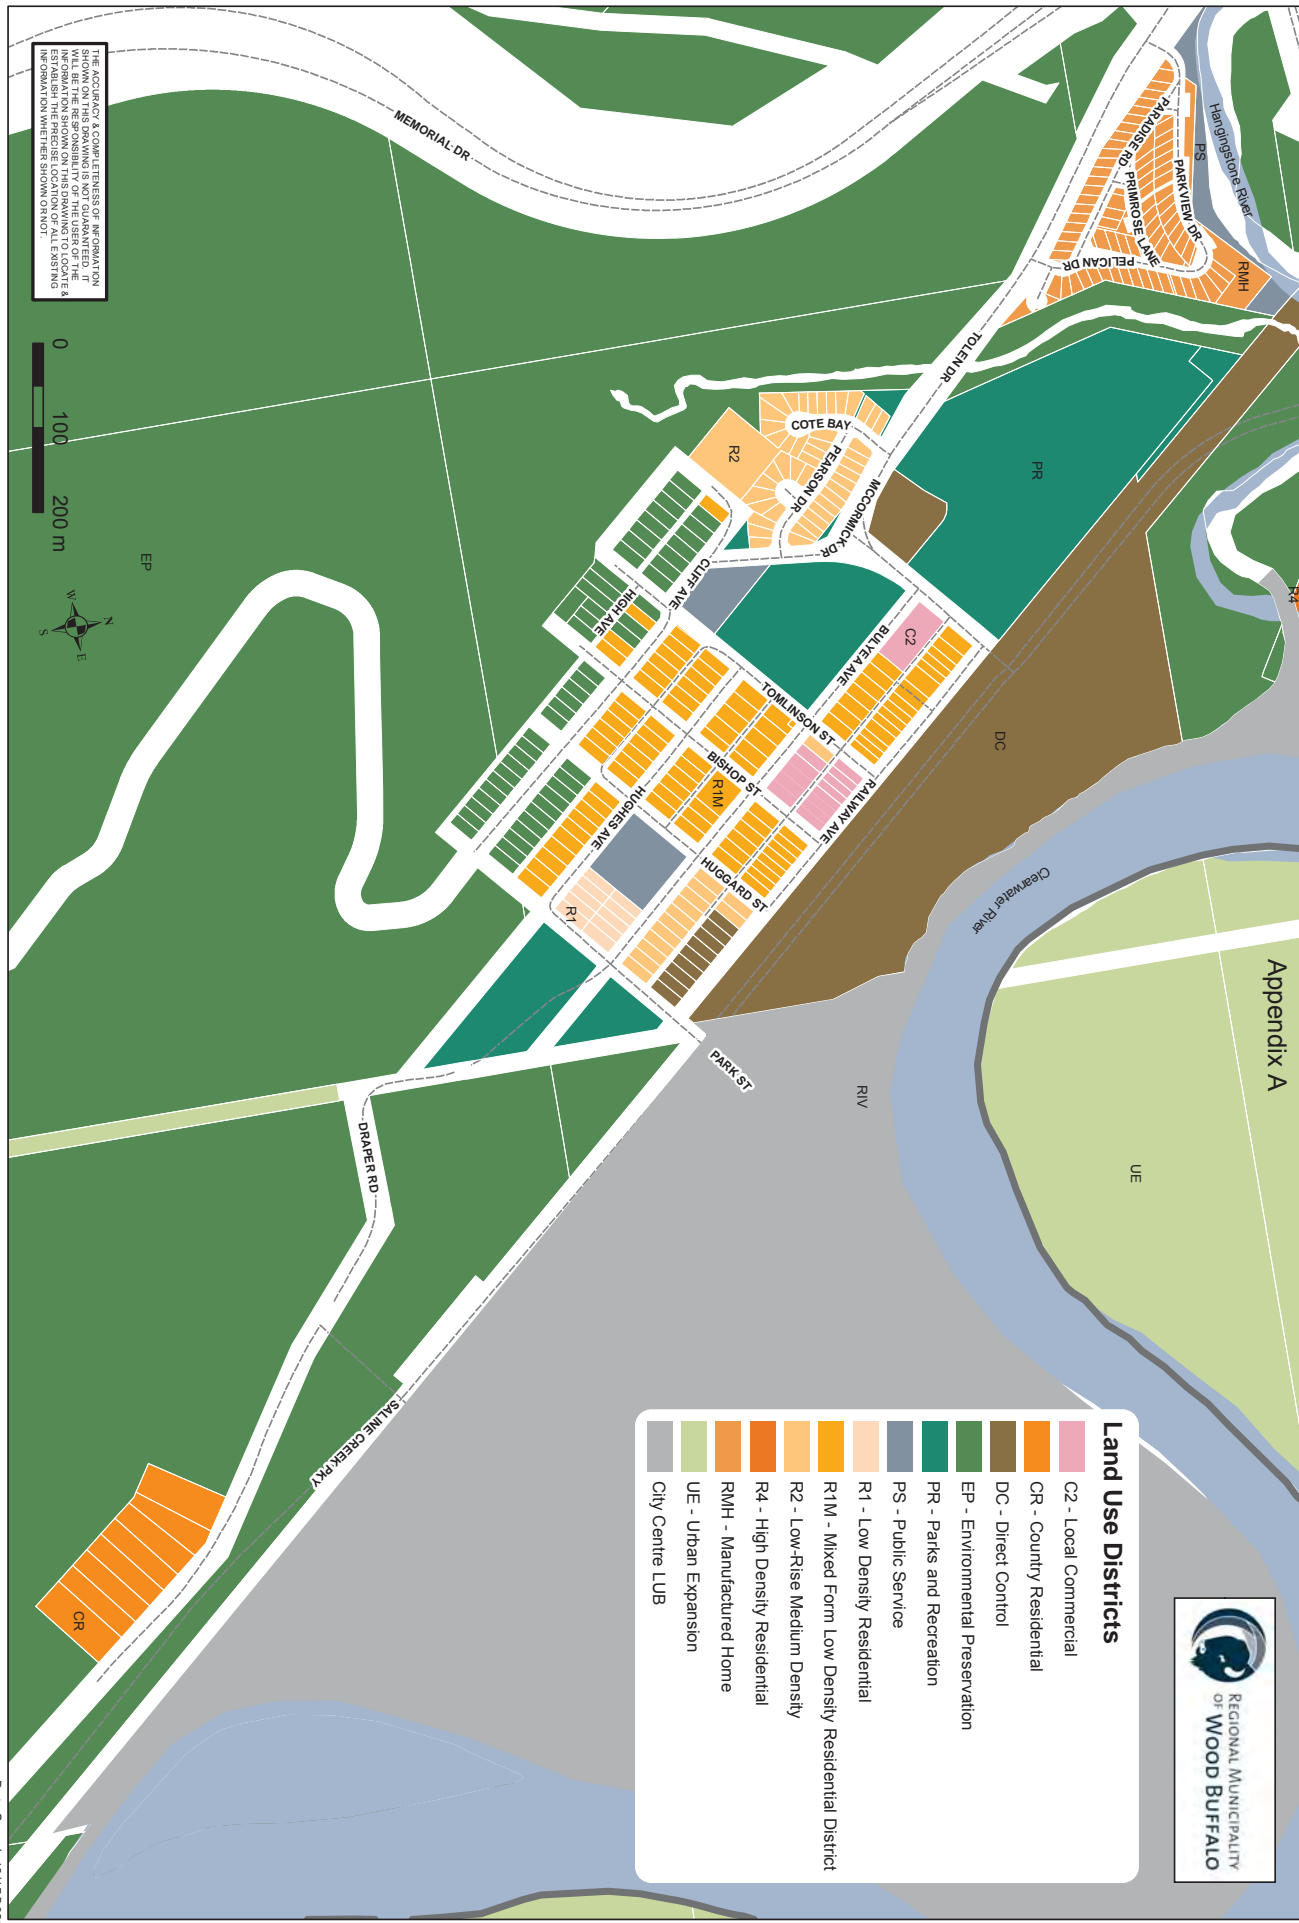 Appendix A
REGIONAL MUNICIPALITY
OF WOOD BUFFALO
Land Use Districts
C2 - Local Commercial
CR - Country Residential
DC - Direct Control
EP - Environmental Preservation
PR - Parks and Recreation
PS - Public Service
R1 - Low Density Residential
R1M - Mixed Form Low Density Residential District
R2 - Low-Rise Medium Density
R4 - High Density Residential
RMH - Manufactured Home
UE - Urban Expansion
City Centre LUB
Hangingstone River
PS
PARKVIEW DR
PARADISE RD
PRIMROSE LANE
PELICAN DR
RMH
R4
MEMORIAL DR
TOLEN DR
PR
COTE BAY
PEARSON DR
MCCORMICK DR
R2
CLIFF AVE
HIGH AVE
BULYEA AVE
C2
TOMLINSON ST
BISHOP ST
RAILWAY AVE
R1M
HUGHES AVE
HUGGARD ST
R1
DC
Clearwater River
PARK ST
RIV
UE
EP
DRAPER RD
SALINE CREEK PKY
CR
THE ACCURACY & COMPLETENESS OF INFORMATION
SHOWN ON THIS DRAWING IS NOT GUARANTEED. IT
WILL BE THE RESPONSIBILITY OF THE USER OF THE
INFORMATION SHOWN ON THIS DRAWING TO LOCATE &
ESTABLISH THE PRECISE LOCATION OF ALL EXISTING
INFORMATION WHETHER SHOWN OR NOT.
0 100 200 m
N
W E
S